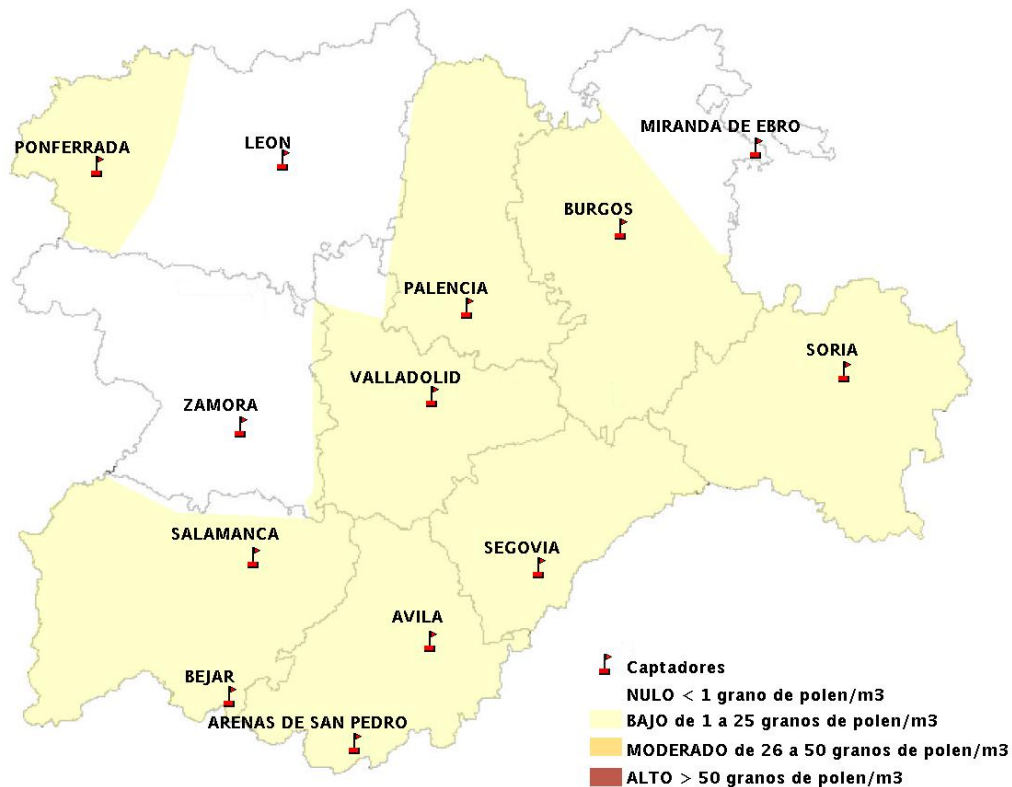 MIRANDA DE EBRO
PONFERRADA
LEON
BURGOS
PALENCIA
SORIA
VALLADOLID
ZAMORA
SALAMANCA
SEGOVIA
AVILA
BEJAR
ARENAS DE SAN PEDRO
Captadores
NULO < 1 grano de polen/m3
BAJO de 1 a 25 granos de polen/m3
MODERADO de 26 a 50 granos de polen/m3
ALTO > 50 granos de polen/m3